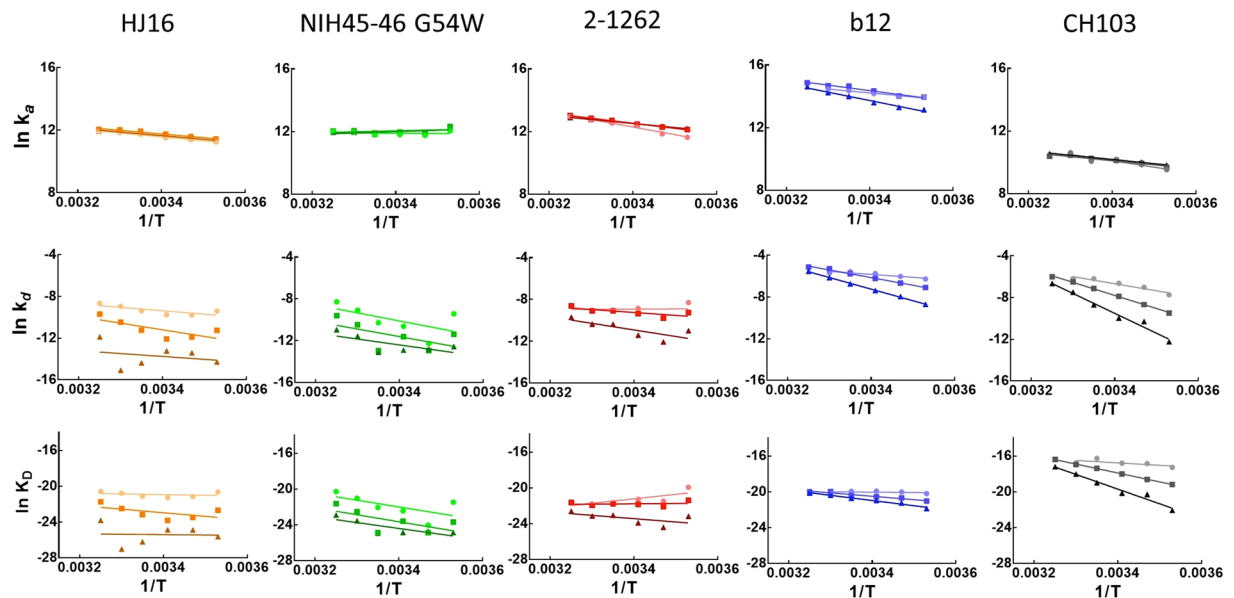 HJ16 NIH45-46 G54W 2-1262 b12 CH103
ln ka
16 16 16 16 16
12 12 12 12 12
8 8 8 8 8
0.0032 0.0034 0.0036 0.0032 0.0034 0.0036 0.0032 0.0034 0.0036 0.0032 0.0034 0.0036 0.0032 0.0034 0.0036
1/T 1/T 1/T 1/T 1/T
ln kd
-4 -4 -4 -4 -4
-8 -8 -8 -8 -8
-12 -12 -12 -12 -12
-16 -16 -16 -16 -16
0.0032 0.0034 0.0036 0.0032 0.0034 0.0036 0.0032 0.0034 0.0036 0.0032 0.0034 0.0036 0.0032 0.0034 0.0036
1/T 1/T 1/T 1/T 1/T
ln KD
-16 -16 -16 -16 -16
-20 -20 -20 -20 -20
-24 -24 -24 -24 -24
-28 -28 -28 -28 -28
0.0032 0.0034 0.0036 0.0032 0.0034 0.0036 0.0032 0.0034 0.0036 0.0032 0.0034 0.0036 0.0032 0.0034 0.0036
1/T 1/T 1/T 1/T 1/T